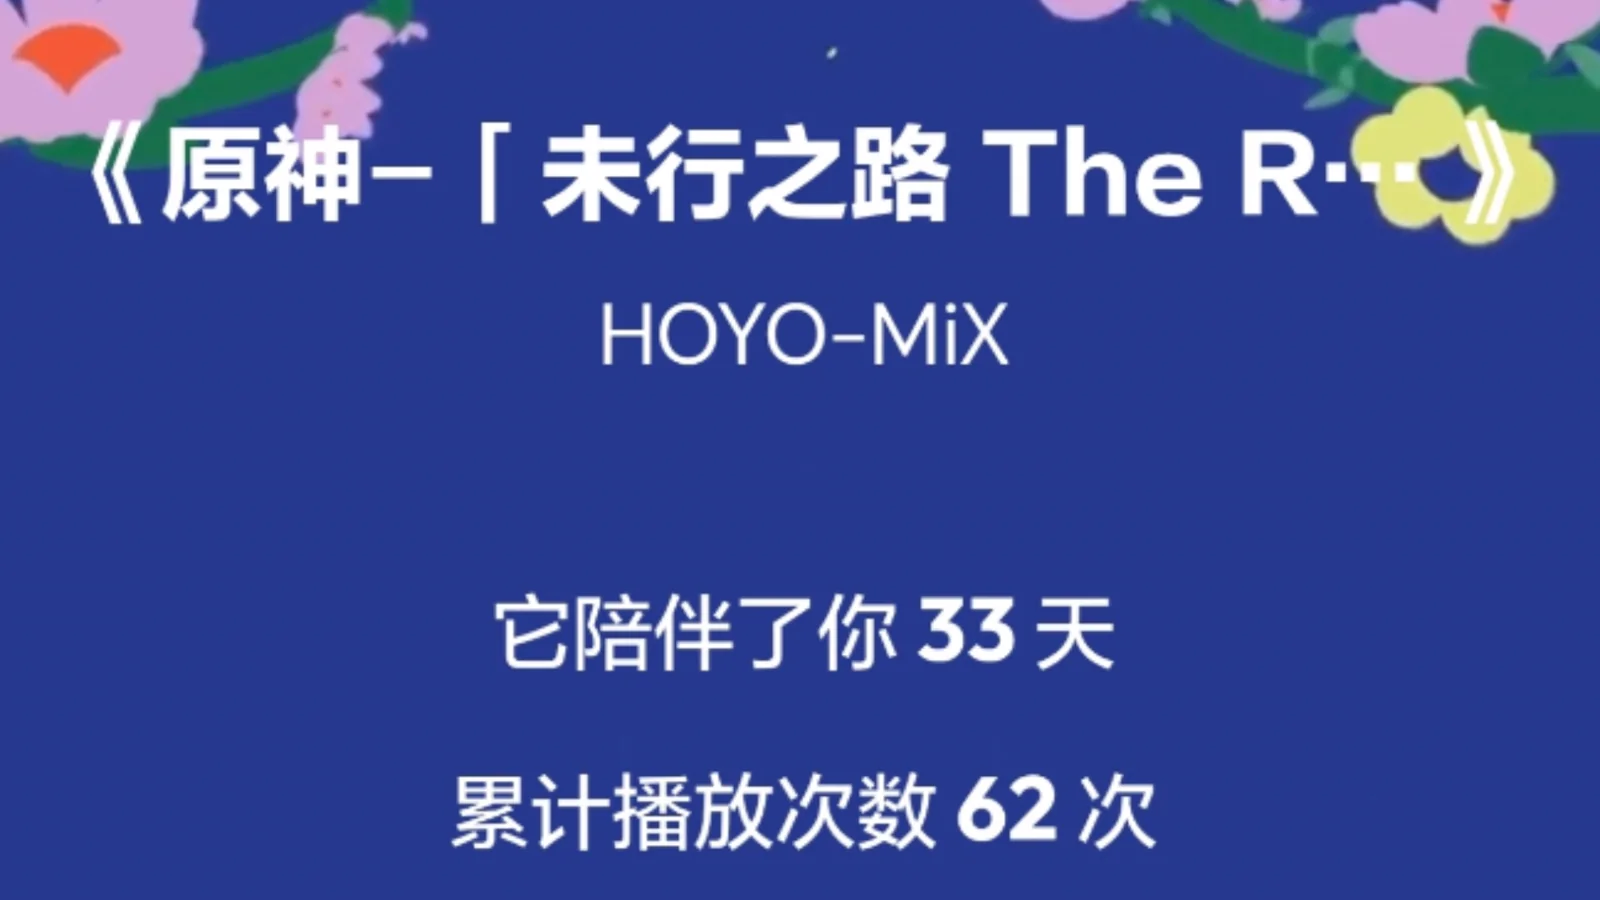 《原神-「未行之路 The R…》
HOYO-MiX
它陪伴了你 33 天
累计播放次数 62 次